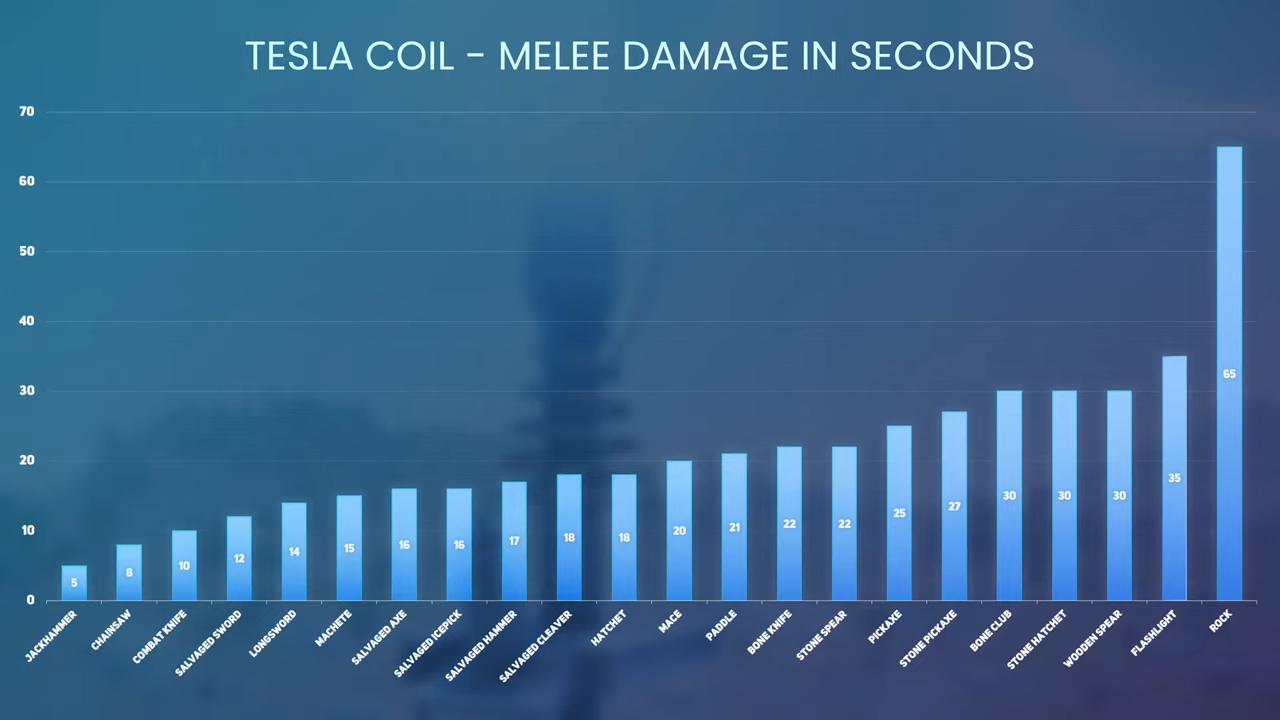 TESLA COIL - MELEE DAMAGE IN SECONDS
70
60
50
40
30
20
10
0
5
8
10
12
14
15
16
16
17
18
18
20
21
22
22
25
27
30
30
30
35
65
JACKHAMMER
CHAINSAW
COMBAT KNIFE
SALVAGED SWORD
LONGSWORD
MACHETE
SALVAGED AXE
SALVAGED ICEPICK
SALVAGED HAMMER
SALVAGED CLEAVER
HATCHET
MACE
PADDLE
BONE KNIFE
STONE SPEAR
PICKAXE
STONE PICKAXE
BONE CLUB
STONE HATCHET
WOODEN SPEAR
FLASHLIGHT
ROCK